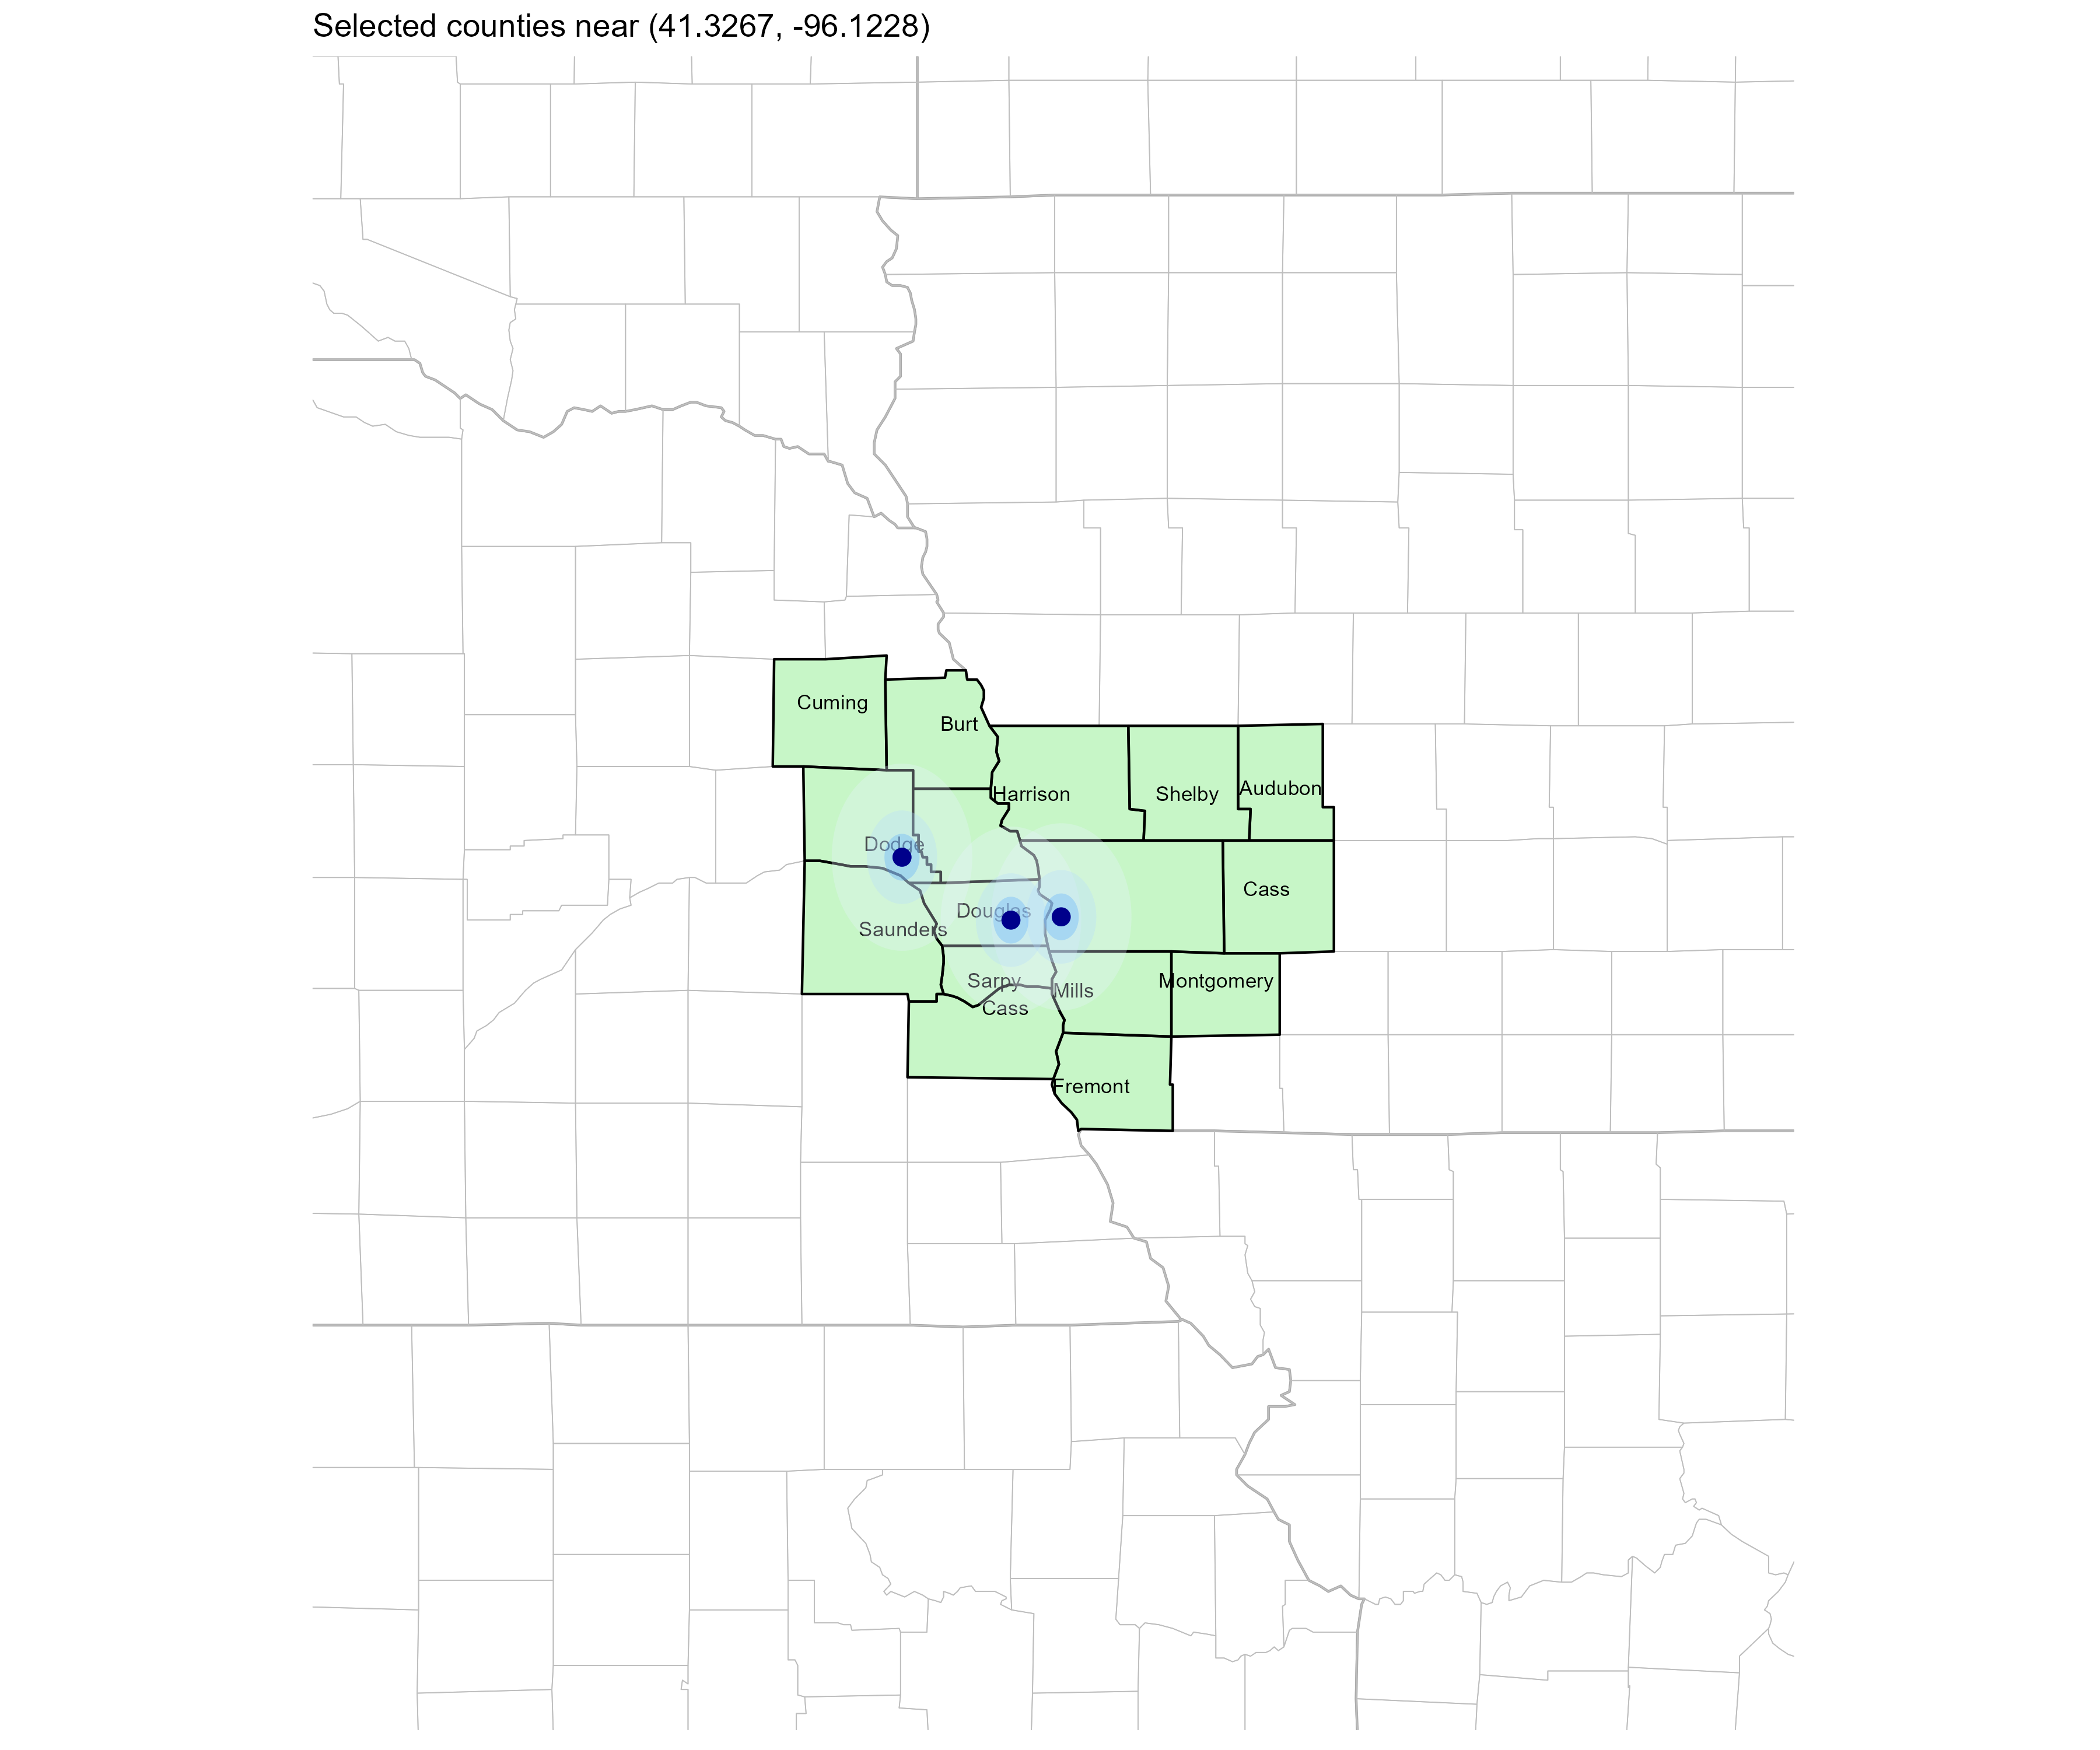 Selected counties near (41.3267, -96.1228)
Cuming
Burt
Harrison
Shelby
Audubon
Dodge
Cass
Douglas
Saunders
Sarpy
Mills
Montgomery
Cass
Fremont